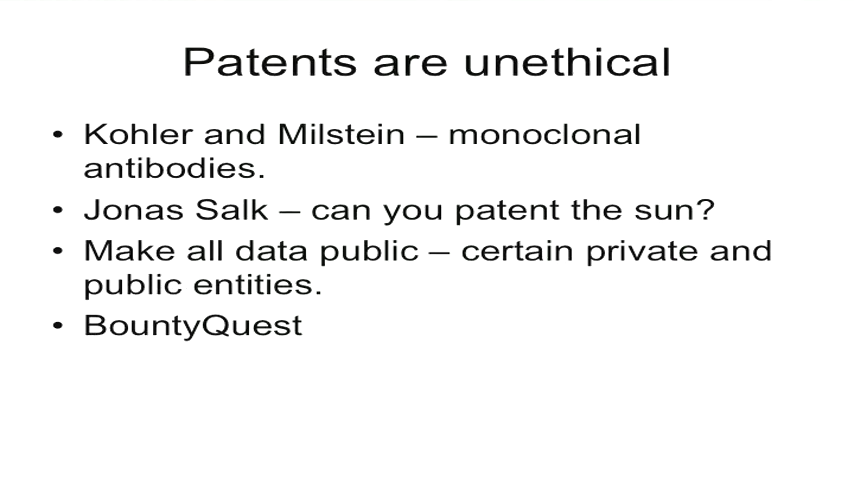 Patents are unethical
• Kohler and Milstein – monoclonal
antibodies.
• Jonas Salk – can you patent the sun?
• Make all data public – certain private and
public entities.
• BountyQuest